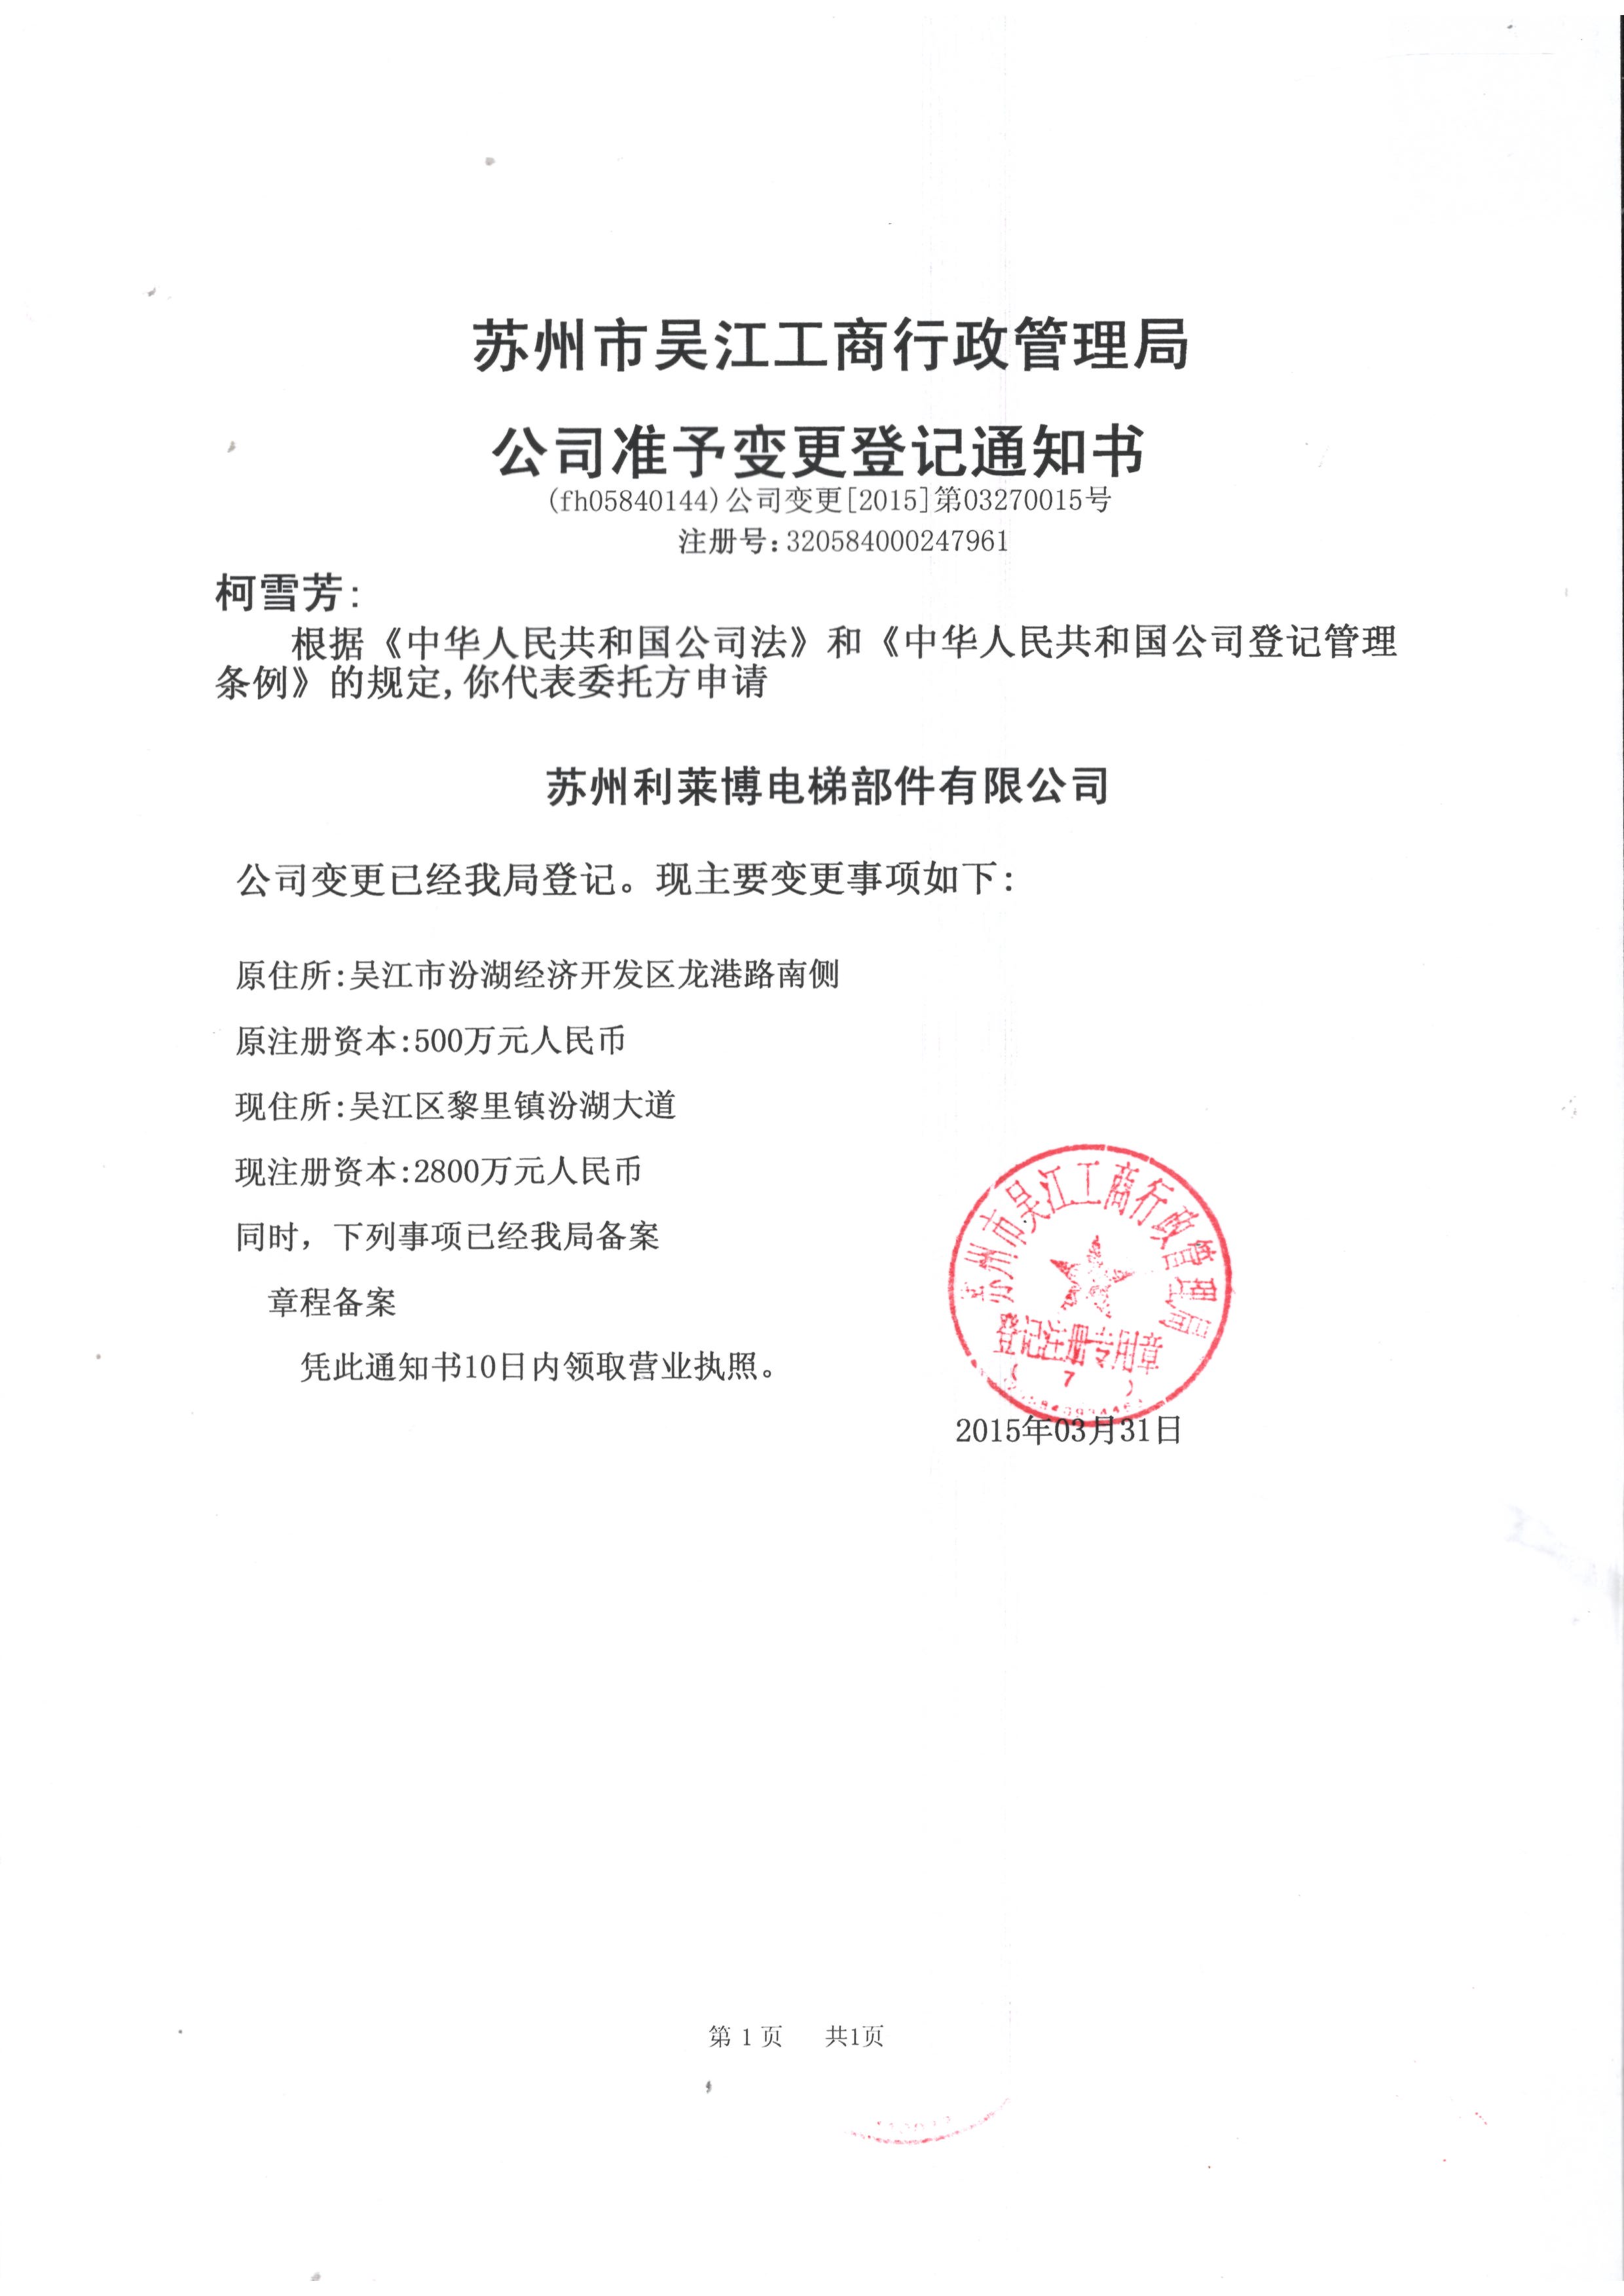 苏州市吴江工商行政管理局
公司准予变更登记通知书
(fh05840144)公司变更[2015]第03270015号
注册号:320584000247961
柯雪芳:
根据《中华人民共和国公司法》和《中华人民共和国公司登记管理
条例》的规定,你代表委托方申请
苏州利莱博电梯部件有限公司
公司变更已经我局登记。现主要变更事项如下:
原住所:吴江市汾湖经济开发区龙港路南侧
原注册资本:500万元人民币
现住所:吴江区黎里镇汾湖大道
现注册资本:2800万元人民币
同时，下列事项已经我局备案
章程备案
凭此通知书10日内领取营业执照。
苏州市吴江工商行政管理局
登记注册专用章
( 7 )
2015年03月31日
第 1 页 共1页